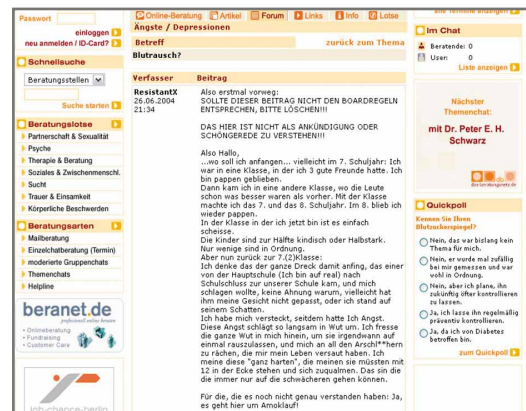 Passwort
einloggen
neu anmelden / ID-Card?
Schnellsuche
Beratungsstellen
Suche starten
Beratungslotse
Partnerschaft & Sexualität
Psyche
Therapie & Beratung
Soziales & Zwischenmenschl.
Sucht
Trauer & Einsamkeit
Körperliche Beschwerden
Beratungsarten
Mailberatung
Einzelchatberatung (Termin)
moderierte Gruppenchats
Themenchats
Helpline
beranet.de
professionell online beraten
• Onlineberatung
• Fundraising
• Customer Care
job-chance-berlin
Online-Beratung Artikel Forum Links Info Lotse
Ängste / Depressionen
Betreff zurück zum Thema
Blutrausch?
Verfasser Beitrag
ResistantX
26.06.2004
21:34
Also erstmal vorweg:
SOLLTE DIESER BEITRAG NICHT DEN BOARDREGELN
ENTSPRECHEN, BITTE LÖSCHEN!!!
DAS HIER IST NICHT ALS ANKÜNDIGUNG ODER
SCHÖNGEREDE ZU VERSTEHEN!!!
Also Hallo,
...wo soll ich anfangen... vielleicht im 7. Schuljahr: Ich
war in eine Klasse, in der ich 3 gute Freunde hatte. Ich
bin pappen geblieben.
Dann kam ich in eine andere Klasse, wo die Leute
schon was besser waren als vorher. Mit der Klasse
machte ich das 7. und das 8. Schuljahr. Im 8. blieb ich
wieder pappen.
In der Klasse in der ich jetzt bin ist es einfach
scheisse.
Die Kinder sind zur Hälfte kindisch oder Halbstark.
Nur wenige sind in Ordnung.
Aber nun zurück zur 7.(2)Klasse:
Ich denke das der ganze Dreck damit anfing, das einer
von der Hauptschule (Ich bin auf real) nach
Schulschluss zur unserer Schule kam, und mich
schlagen wollte, keine Ahnung warum, vielleicht hat
ihm meine Gesicht nicht gepasst, oder ich stand auf
seinem Schatten.
Ich habe mich versteckt, seitdem hatte Ich Angst.
Diese Angst schlägt so langsam in Wut um. Ich fresse
die ganze Wut in mich hinein, um sie irgendwann auf
einmal rauszulassen, und mich an all den Arschl**hern
zu rächen, die mir mein Leben versaut haben. Ich
meine diese "ganz harten", die meinen sie müssten mit
12 in der Ecke stehen und sich zuqualmen. Das sin die
die immer nur auf die schwächeren gehen können.
Für die, die es noch nicht genau verstanden haben: Ja,
es geht hier um Amoklauf!
alle Termine anzeigen
Im Chat
Beratende: 0
User: 0
Liste anzeigen
Nächster
Themenchat:
mit Dr. Peter E. H.
Schwarz
das-beratungsnetz.de
Quickpoll
Kennen Sie Ihren
Blutzuckerspiegel?
Nein, das war bislang kein
Thema für mich.
Nein, er wurde mal zufällig
bei mir gemessen und war
wohl in Ordnung.
Nein, aber ich plane, ihn
zukünftig öfter kontrollieren
zu lassen.
Ja, ich lasse ihn regelmäßig
präventiv kontrollieren.
Ja, da ich von Diabetes
betroffen bin.
zum Quickpoll